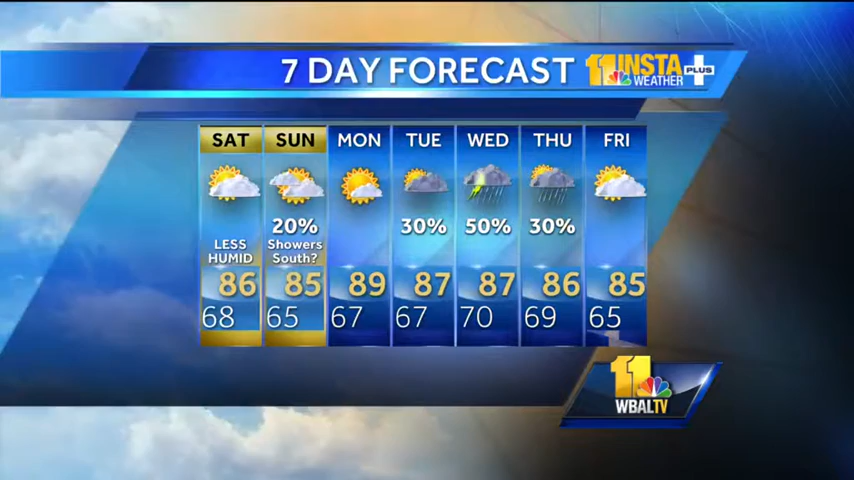 7 DAY FORECAST
11 INSTA
WEATHER
PLUS
SAT SUN MON TUE WED THU FRI
20% 30% 50% 30%
LESS
HUMID
Showers
South?
86 85 89 87 87 86 85
68 65 67 67 70 69 65
11
WBALTV